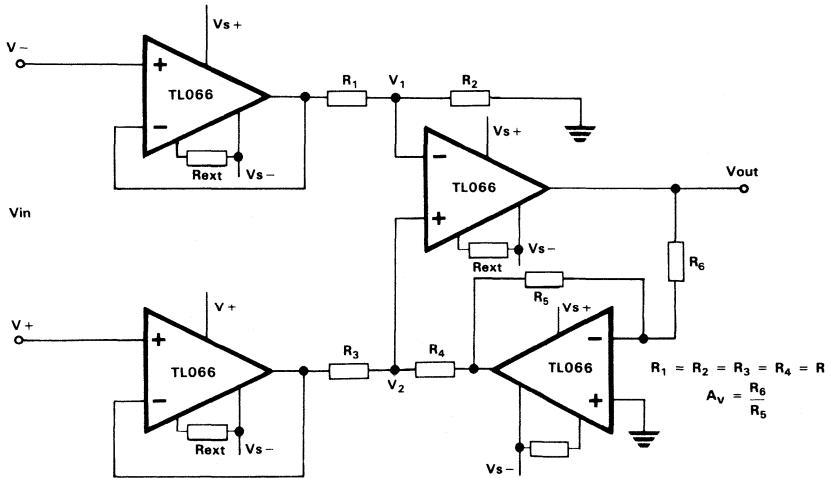 Vs+
V−
+
TL066
−
Rext
Vs−
R1
V1
R2
Vs+
−
TL066
+
Rext
Vs−
Vout
Vin
R6
R5
Vs+
−
TL066
+
Vs−
V+
V+
+
TL066
−
Rext
Vs−
R3
V2
R4
R1 = R2 = R3 = R4 = R
Av = R6/R5